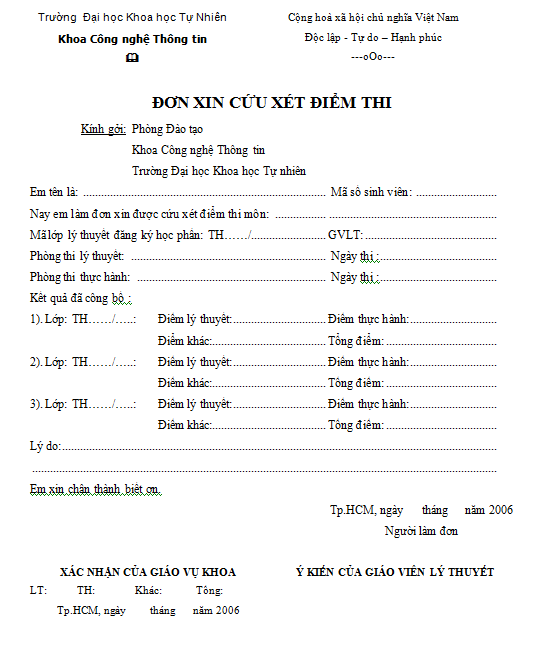 Trường Đại học Khoa học Tự Nhiên
Khoa Công nghệ Thông tin
Cộng hoà xã hội chủ nghĩa Việt Nam
Độc lập - Tự do – Hạnh phúc
---oOo---
ĐƠN XIN CỨU XÉT ĐIỂM THI
Kính gởi: Phòng Đào tạo
Khoa Công nghệ Thông tin
Trường Đại học Khoa học Tự nhiên
Em tên là: ........ Mã số sinh viên: ........
Nay em làm đơn xin được cứu xét điểm thi môn: ........ ........
Mã lớp lý thuyết đăng ký học phần: TH……/........ GVLT: ........
Phòng thi lý thuyết: ........ Ngày thi :........
Phòng thi thực hành: ........ Ngày thi :........
Kết quả đã công bố :
1). Lớp: TH……/…..: Điểm lý thuyết:........ Điểm thực hành:........
Điểm khác:........ Tổng điểm: ........
2). Lớp: TH……/…..: Điểm lý thuyết:........ Điểm thực hành:........
Điểm khác:........ Tổng điểm: ........
3). Lớp: TH……/…..: Điểm lý thuyết:........ Điểm thực hành:........
Điểm khác:........ Tổng điểm: ........
Lý do:........
........
Em xin chân thành biết ơn.
Tp.HCM, ngày tháng năm 2006
Người làm đơn
XÁC NHẬN CỦA GIÁO VỤ KHOA
LT: TH: Khác: Tổng:
Tp.HCM, ngày tháng năm 2006
Ý KIẾN CỦA GIÁO VIÊN LÝ THUYẾT